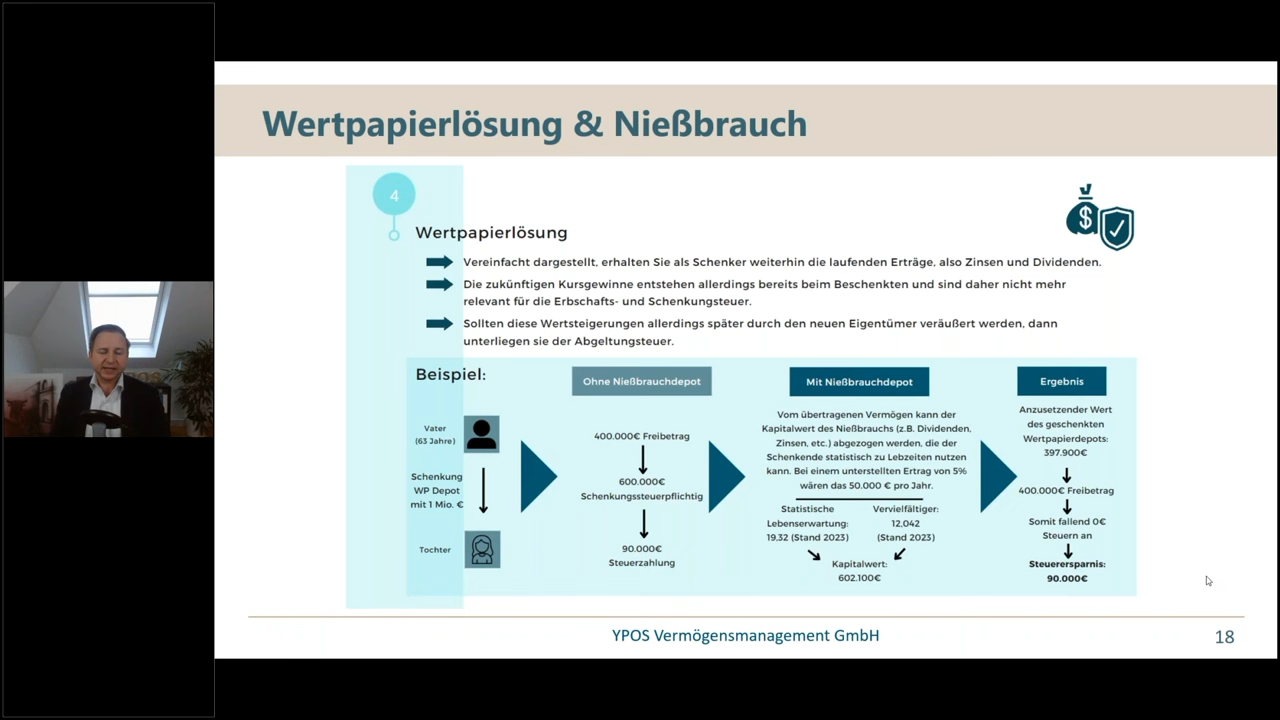 Wertpapierlösung & Nießbrauch
4
Wertpapierlösung
Vereinfacht dargestellt, erhalten Sie als Schenker weiterhin die laufenden Erträge, also Zinsen und Dividenden.
Die zukünftigen Kursgewinne entstehen allerdings bereits beim Beschenkten und sind daher nicht mehr
relevant für die Erbschafts- und Schenkungsteuer.
Sollten diese Wertsteigerungen allerdings später durch den neuen Eigentümer veräußert werden, dann
unterliegen sie der Abgeltungsteuer.
Beispiel:
Vater
(63 Jahre)
Schenkung
WP Depot
mit 1 Mio. €
Tochter
Ohne Nießbrauchdepot
400.000€ Freibetrag
600.000€
Schenkungssteuerpflichtig
90.000€
Steuerzahlung
Mit Nießbrauchdepot
Vom übertragenen Vermögen kann der
Kapitalwert des Nießbrauchs (z.B. Dividenden,
Zinsen, etc.) abgezogen werden, die der
Schenkende statistisch zu Lebzeiten nutzen
kann. Bei einem unterstellten Ertrag von 5%
wären das 50.000 € pro Jahr.
Statistische
Lebenserwartung:
19,32 (Stand 2023)
Vervielfältiger:
12,042
(Stand 2023)
Kapitalwert:
602.100€
Ergebnis
Anzusetzender Wert
des geschenkten
Wertpapierdepots:
397.900€
400.000€ Freibetrag
Somit fallend 0€
Steuern an
Steuerersparnis:
90.000€
YPOS Vermögensmanagement GmbH
18